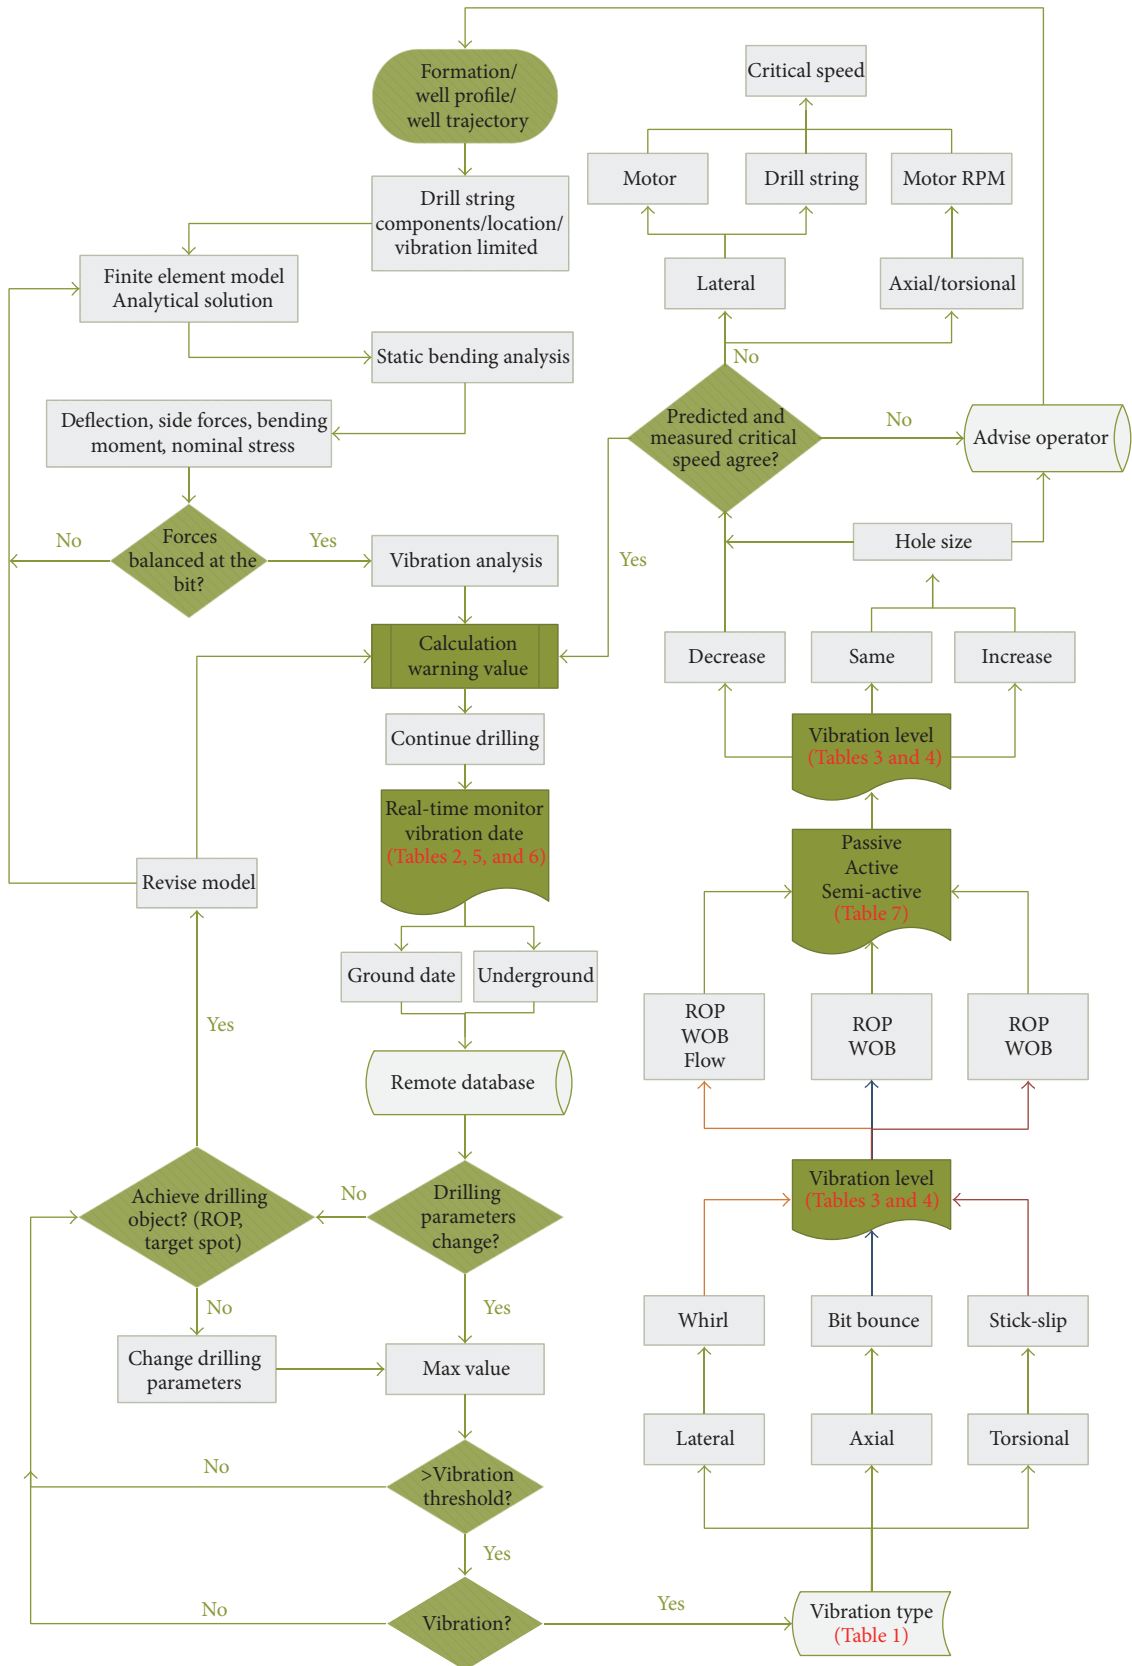 Formation/
well profile/
well trajectory
Drill string
components/location/
vibration limited
Finite element model
Analytical solution
Static bending analysis
Deflection, side forces, bending
moment, nominal stress
Forces
balanced at the
bit?
No
Yes
Vibration analysis
Calculation
warning value
Continue drilling
Real-time monitor
vibration date
(Tables 2, 5, and 6)
Revise model
Ground date
Underground
Yes
Remote database
Achieve drilling
object? (ROP,
target spot)
No
Drilling
parameters
change?
No
Yes
Change drilling
parameters
Max value
No
>Vibration
threshold?
Yes
No
Vibration?
Yes
Critical speed
Motor
Drill string
Motor RPM
Lateral
Axial/torsional
No
Predicted and
measured critical
speed agree?
No
Advise operator
Yes
Hole size
Decrease
Same
Increase
Vibration level
(Tables 3 and 4)
Passive
Active
Semi-active
(Table 7)
ROP
WOB
Flow
ROP
WOB
ROP
WOB
Vibration level
(Tables 3 and 4)
Whirl
Bit bounce
Stick-slip
Lateral
Axial
Torsional
Vibration type
(Table 1)